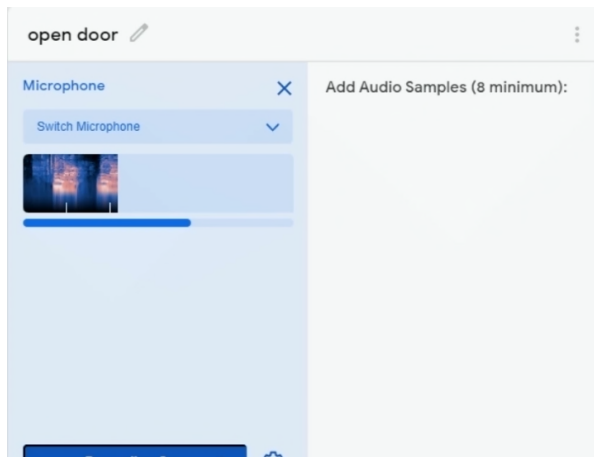 open door
Microphone
Add Audio Samples (8 minimum):
Switch Microphone